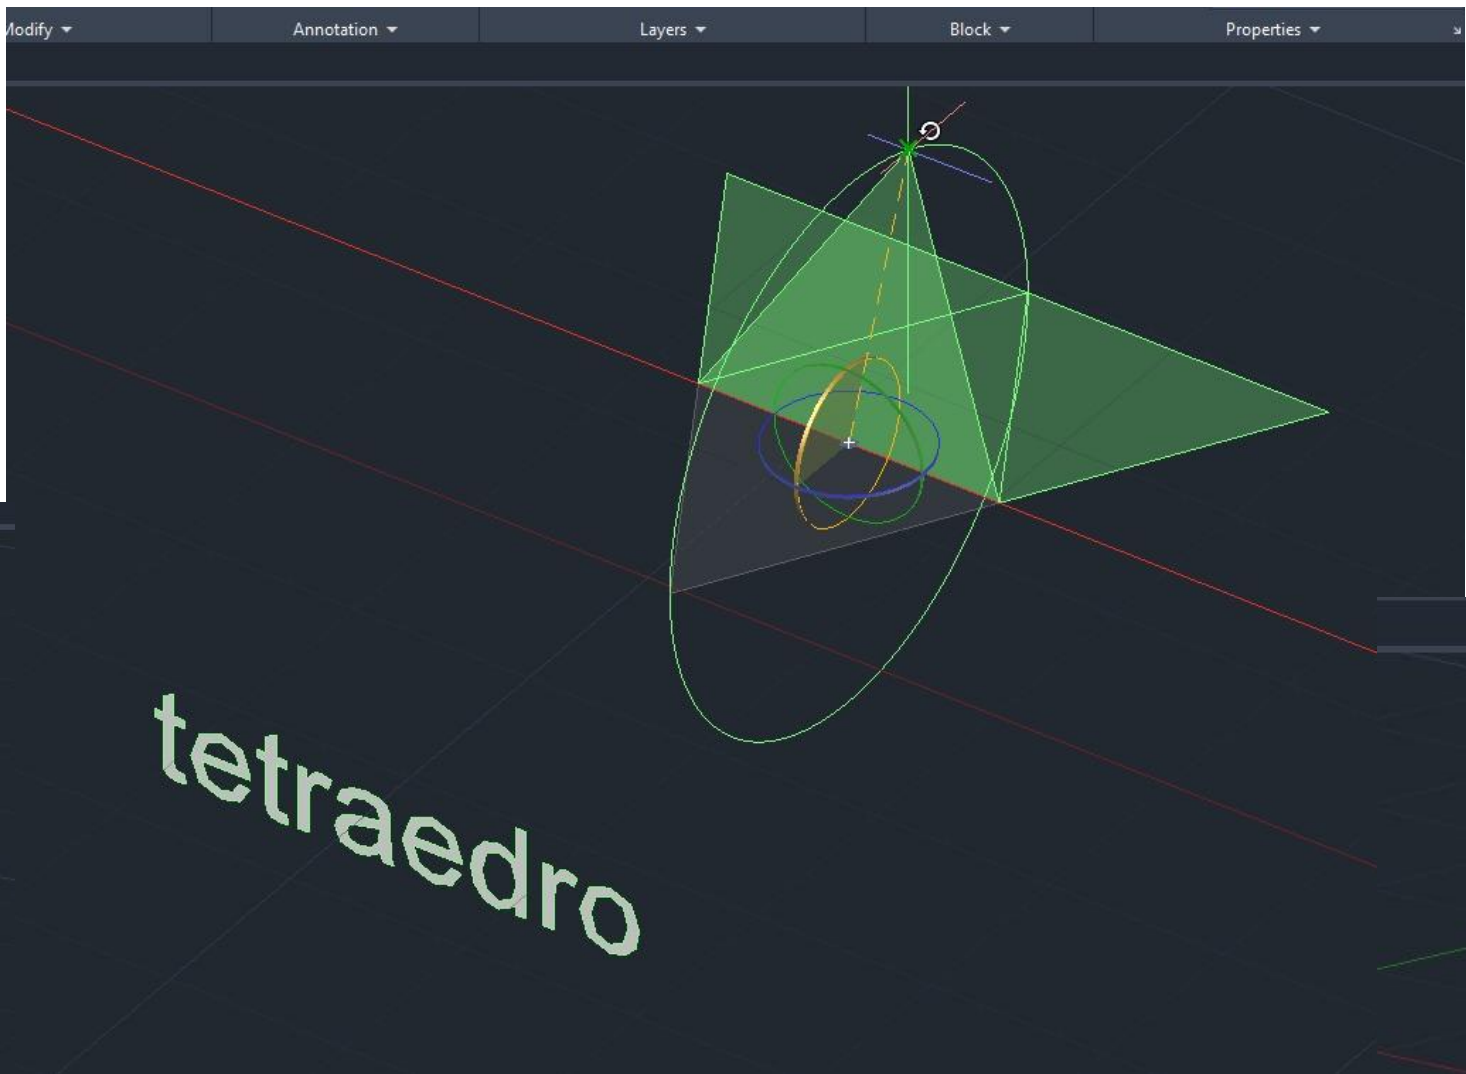 Modify
Annotation
Layers
Block
Properties
tetraedro